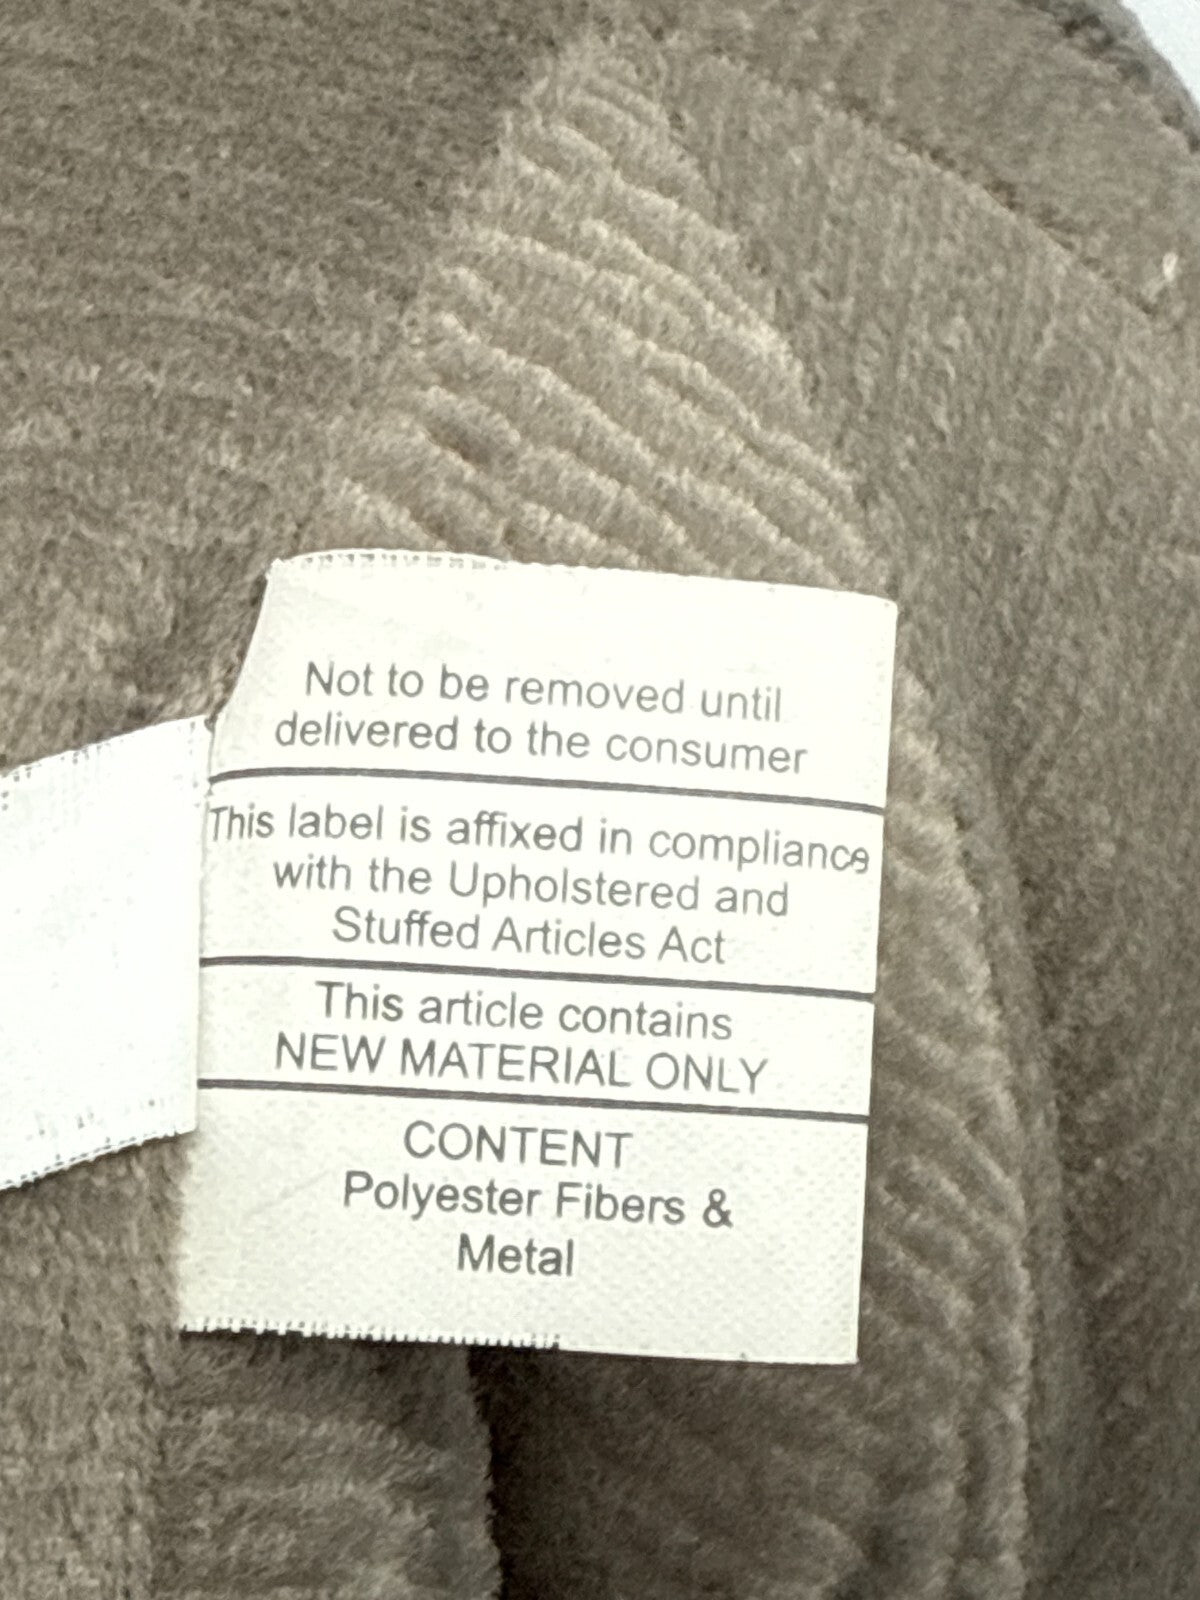 Not to be removed until
delivered to the consumer
This label is affixed in compliance
with the Upholstered and
Stuffed Articles Act
This article contains
NEW MATERIAL ONLY
CONTENT
Polyester Fibers &
Metal